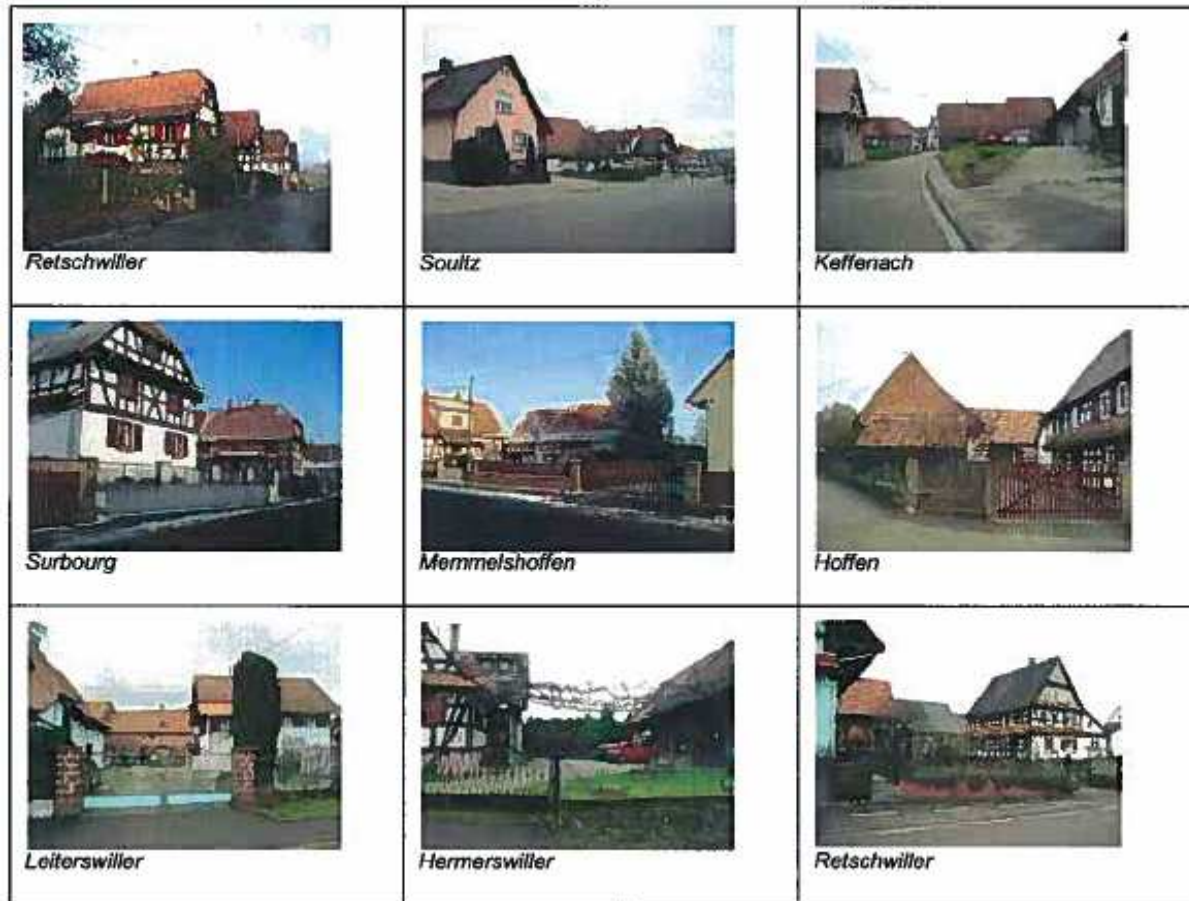 Retschwiller
Soultz
Keffenach
Surbourg
Memmelshoffen
Hoffen
Leiterswiller
Hermerswiller
Retschwiller